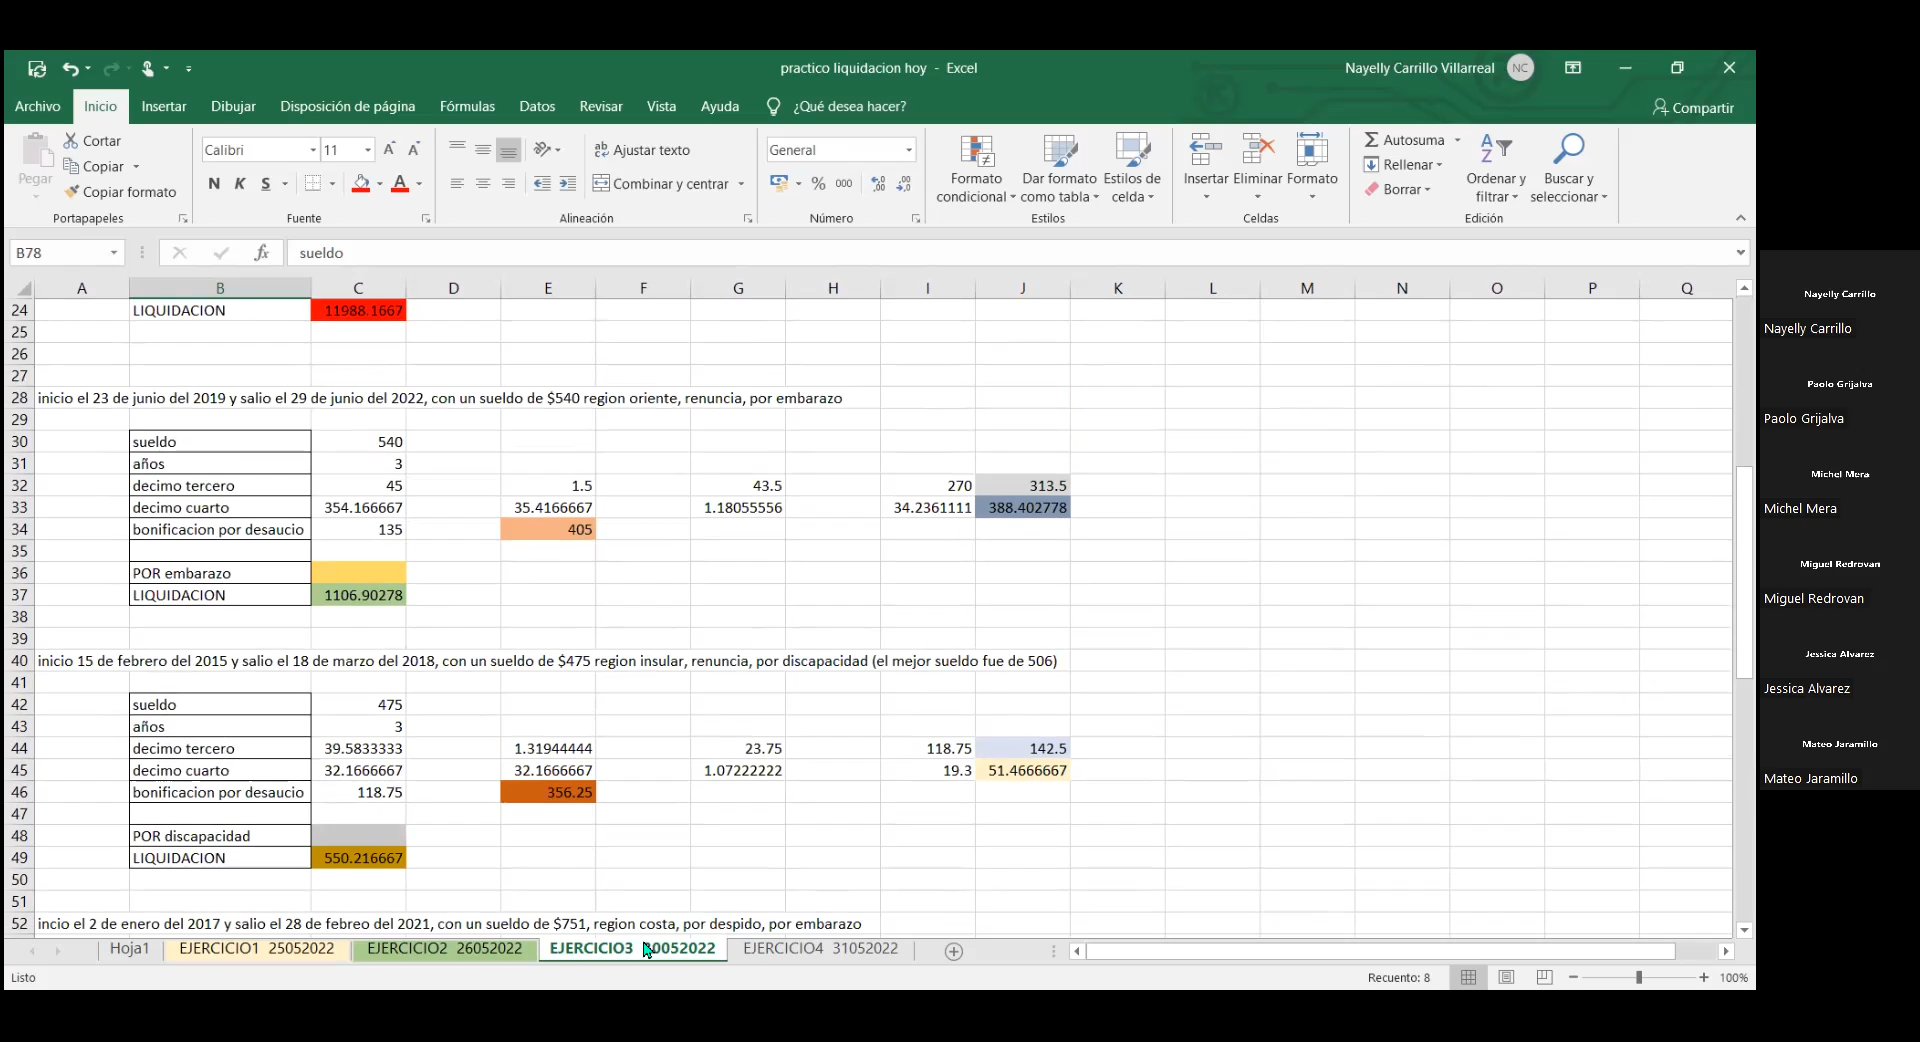 practico liquidacion hoy - Excel
Nayelly Carrillo Villarreal NC
Archivo Inicio Insertar Dibujar Disposición de página Fórmulas Datos Revisar Vista Ayuda ¿Qué desea hacer? Compartir
Pegar
Cortar
Copiar
Copiar formato
Portapapeles
Calibri 11 A A
N K S A
Fuente
Ajustar texto
Combinar y centrar
Alineación
General
% 000
Número
Formato condicional
Dar formato como tabla
Estilos de celda
Estilos
Insertar Eliminar Formato
Celdas
Autosuma
Rellenar
Borrar
Ordenar y filtrar
Buscar y seleccionar
Edición
B78 fx sueldo
A B C D E F G H I J K L M N O P Q
24 LIQUIDACION 11988.1667
25
26
27
28 inicio el 23 de junio del 2019 y salio el 29 de junio del 2022, con un sueldo de $540 region oriente, renuncia, por embarazo
29
30 sueldo 540
31 años 3
32 decimo tercero 45 1.5 43.5 270 313.5
33 decimo cuarto 354.166667 35.4166667 1.18055556 34.2361111 388.402778
34 bonificacion por desaucio 135 405
35
36 POR embarazo
37 LIQUIDACION 1106.90278
38
39
40 inicio 15 de febrero del 2015 y salio el 18 de marzo del 2018, con un sueldo de $475 region insular, renuncia, por discapacidad (el mejor sueldo fue de 506)
41
42 sueldo 475
43 años 3
44 decimo tercero 39.5833333 1.31944444 23.75 118.75 142.5
45 decimo cuarto 32.1666667 32.1666667 1.07222222 19.3 51.4666667
46 bonificacion por desaucio 118.75 356.25
47
48 POR discapacidad
49 LIQUIDACION 550.216667
50
51
52 incio el 2 de enero del 2017 y salio el 28 de febreo del 2021, con un sueldo de $751, region costa, por despido, por embarazo
Hoja1 EJERCICIO1 25052022 EJERCICIO2 26052022 EJERCICIO3 30052022 EJERCICIO4 31052022
Listo Recuento: 8 100%
Nayelly Carrillo
Nayelly Carrillo
Paolo Grijalva
Paolo Grijalva
Michel Mera
Michel Mera
Miguel Redrovan
Miguel Redrovan
Jessica Alvarez
Jessica Alvarez
Mateo Jaramillo
Mateo Jaramillo